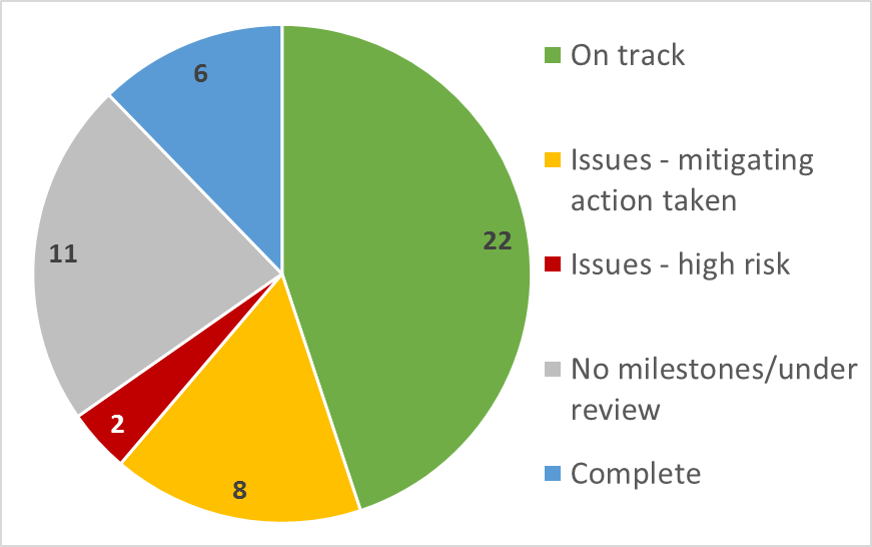 6
On track
Issues - mitigating
action taken
22
11
Issues - high risk
No milestones/under
review
2
Complete
8